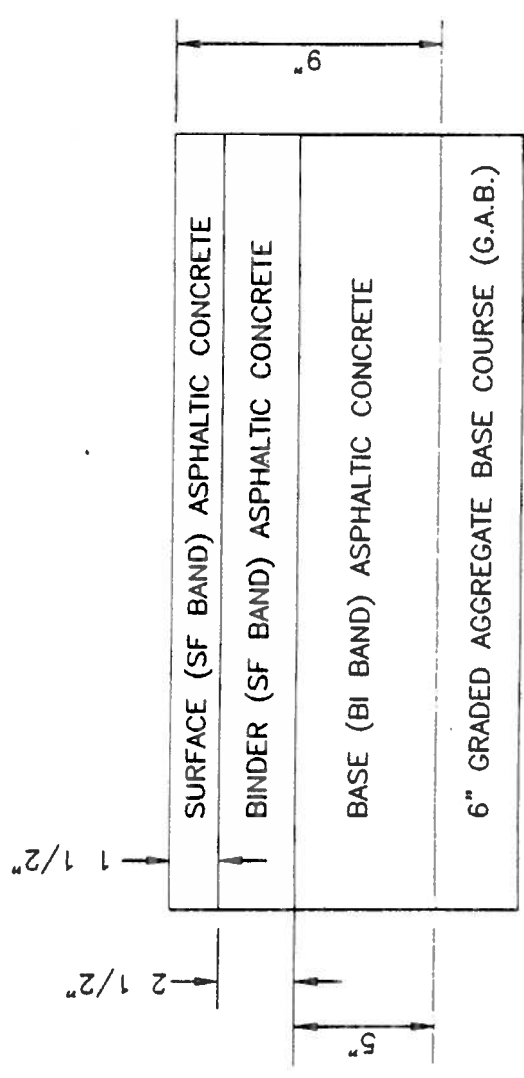 9"
SURFACE (SF BAND) ASPHALTIC CONCRETE
BINDER (SF BAND) ASPHALTIC CONCRETE
BASE (BI BAND) ASPHALTIC CONCRETE
6" GRADED AGGREGATE BASE COURSE (G.A.B.)
1 1/2"
2 1/2"
5"